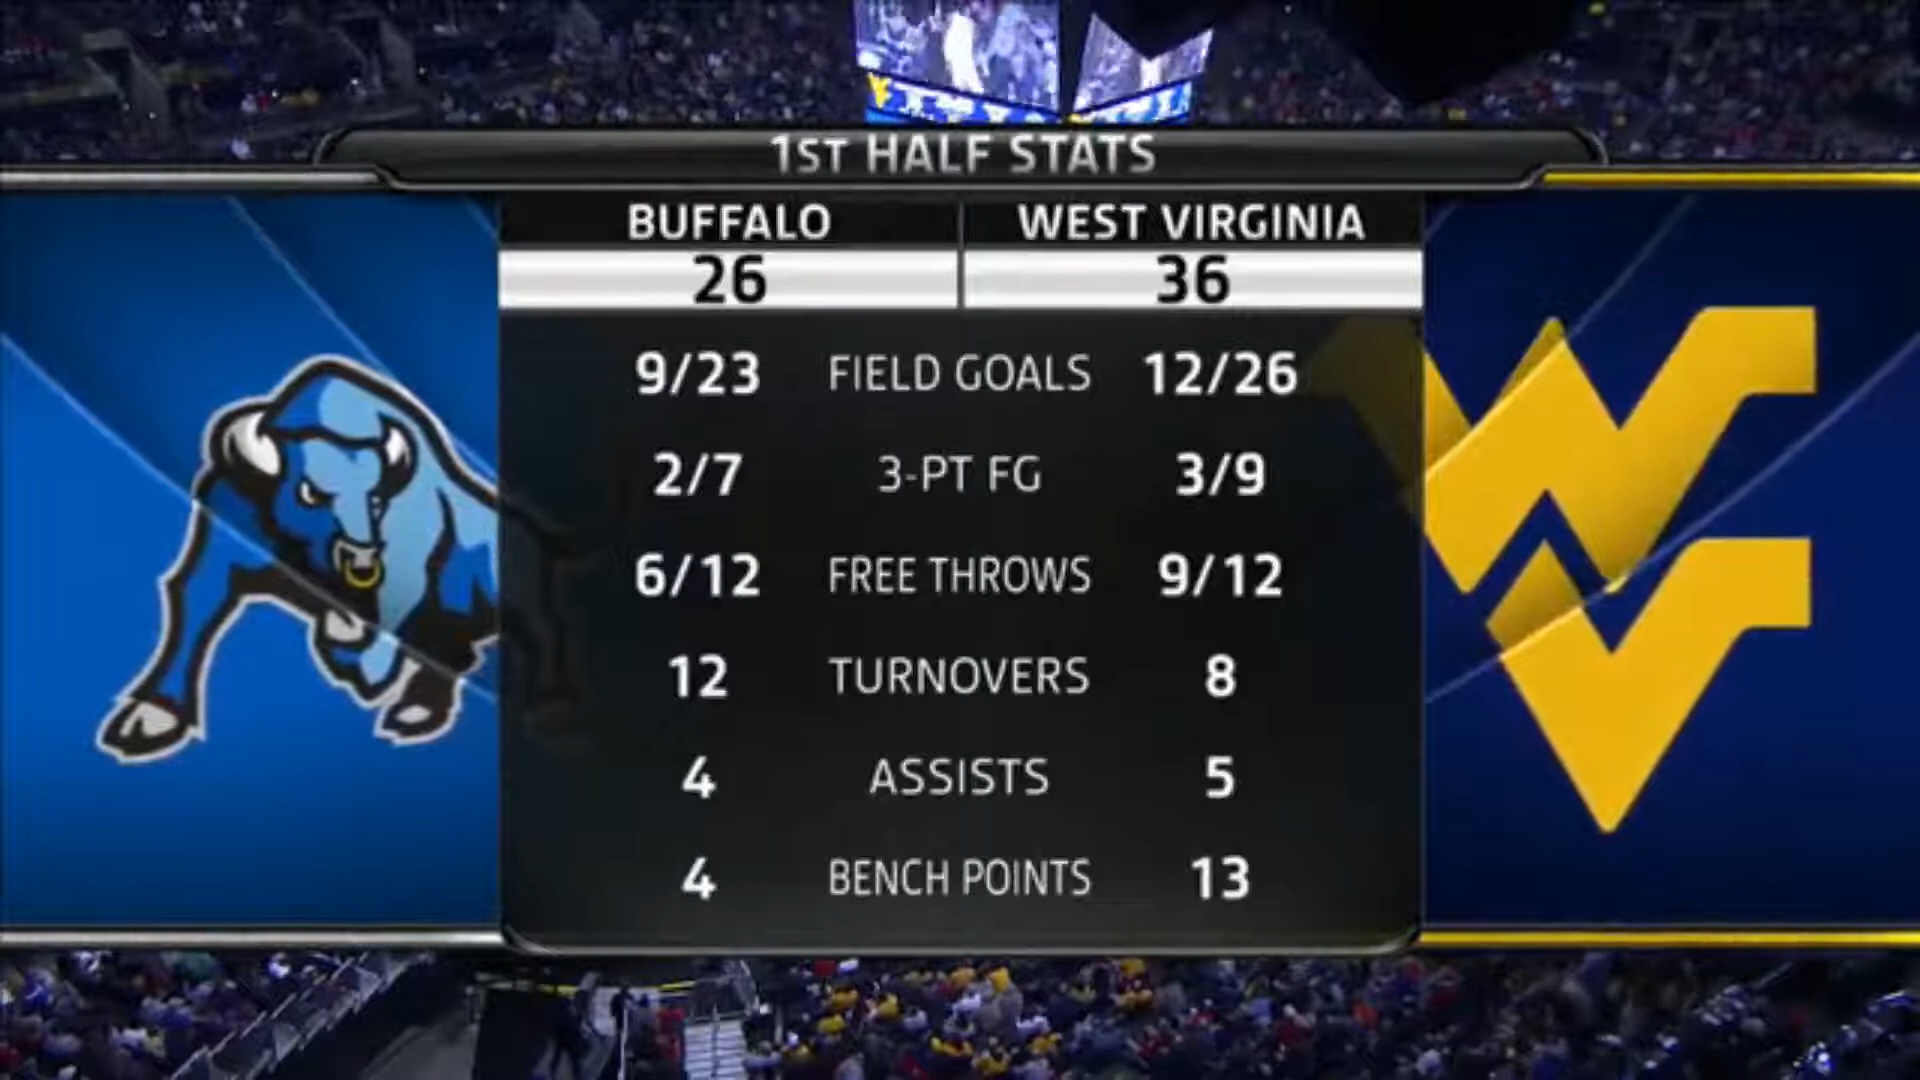 1ST HALF STATS
BUFFALO WEST VIRGINIA
26 36
9/23 FIELD GOALS 12/26
2/7 3-PT FG 3/9
6/12 FREE THROWS 9/12
12 TURNOVERS 8
4 ASSISTS 5
4 BENCH POINTS 13